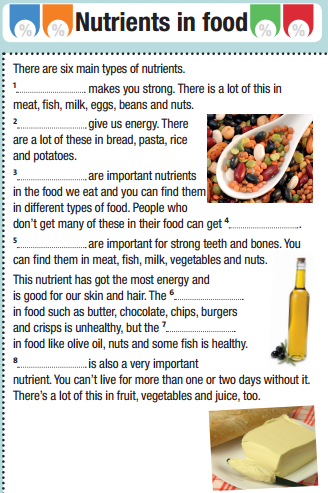 % % Nutrients in food % %
There are six main types of nutrients.
1........................ makes you strong. There is a lot of this in
meat, fish, milk, eggs, beans and nuts.
2........................ give us energy. There
are a lot of these in bread, pasta, rice
and potatoes.
3........................ are important nutrients
in the food we eat and you can find them
in different types of food. People who
don't get many of these in their food can get 4........................ .
5........................ are important for strong teeth and bones. You
can find them in meat, fish, milk, vegetables and nuts.
This nutrient has got the most energy and
is good for our skin and hair. The 6........................
in food such as butter, chocolate, chips, burgers
and crisps is unhealthy, but the 7........................
in food like olive oil, nuts and some fish is healthy.
8........................ is also a very important
nutrient. You can't live for more than one or two days without it.
There's a lot of this in fruit, vegetables and juice, too.